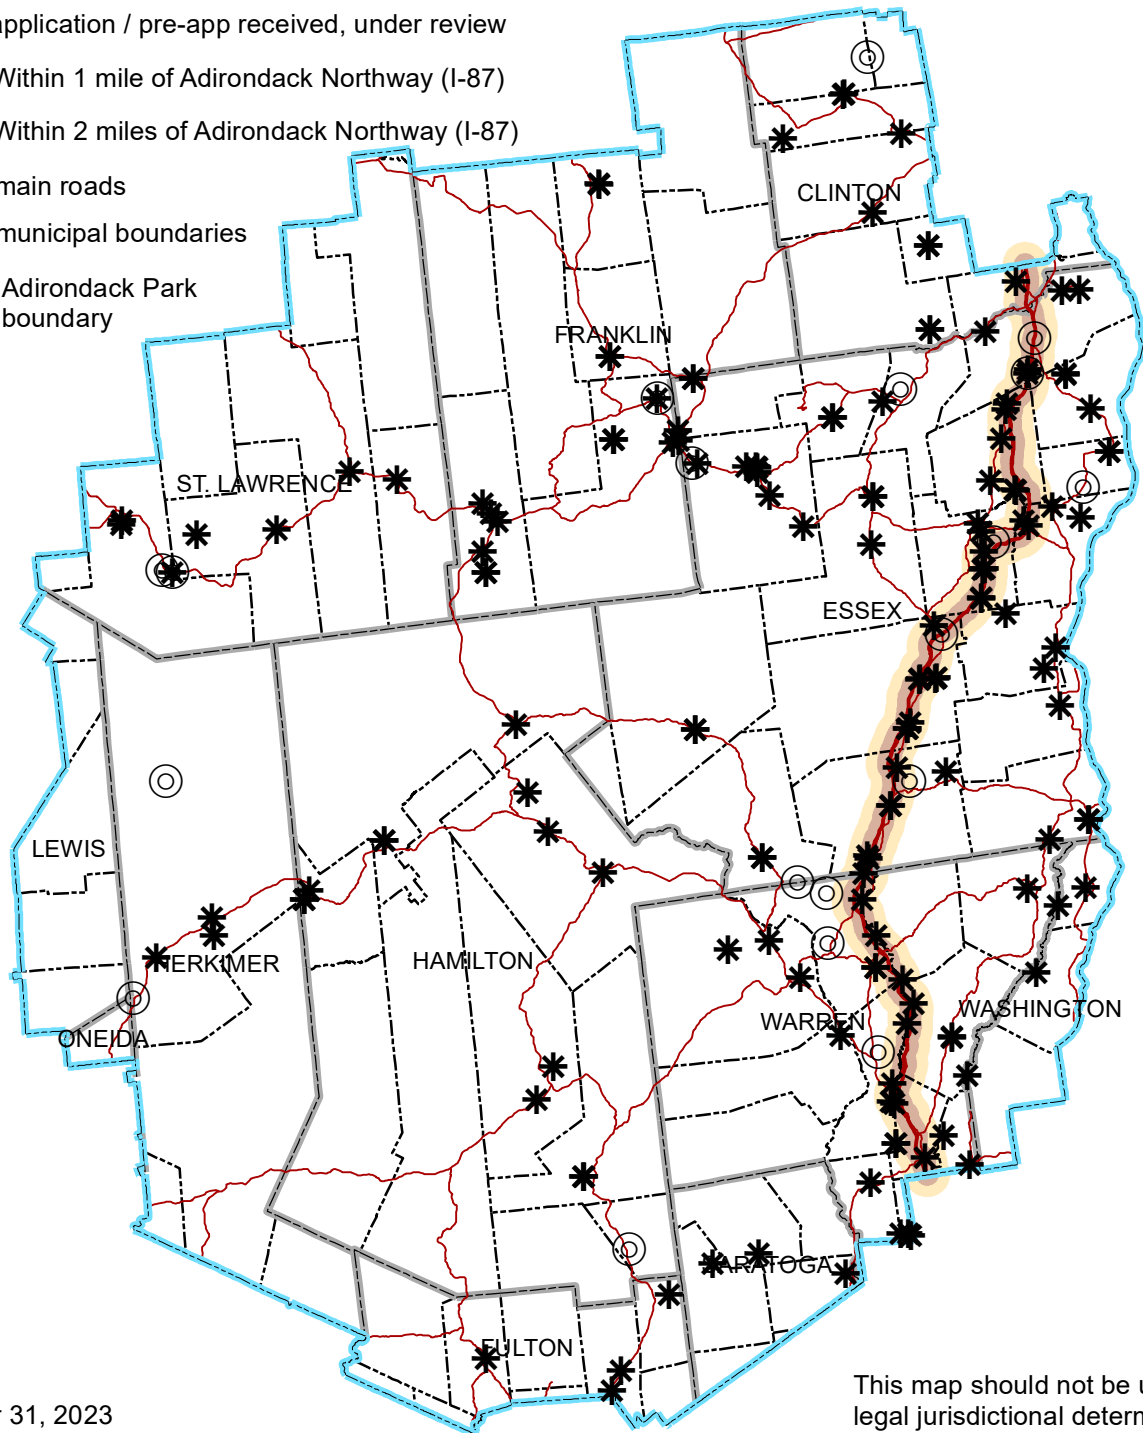 application / pre-app received, under review
Within 1 mile of Adirondack Northway (I-87)
Within 2 miles of Adirondack Northway (I-87)
main roads
municipal boundaries
Adirondack Park
boundary
CLINTON
FRANKLIN
ST. LAWRENCE
ESSEX
LEWIS
HERKIMER
HAMILTON
ONEIDA
WARREN
WASHINGTON
SARATOGA
FULTON
31, 2023
This map should not be
legal jurisdictional